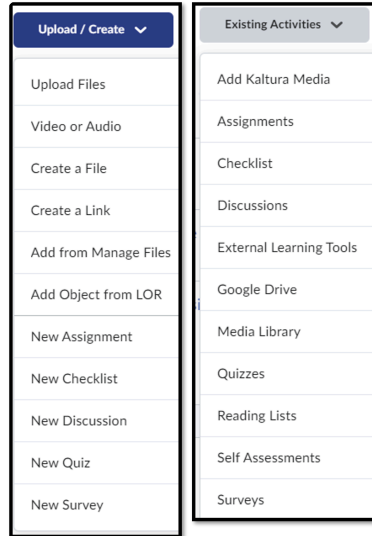 Upload / Create
Upload Files
Video or Audio
Create a File
Create a Link
Add from Manage Files
Add Object from LOR
New Assignment
New Checklist
New Discussion
New Quiz
New Survey
Existing Activities
Add Kaltura Media
Assignments
Checklist
Discussions
External Learning Tools
Google Drive
Media Library
Quizzes
Reading Lists
Self Assessments
Surveys